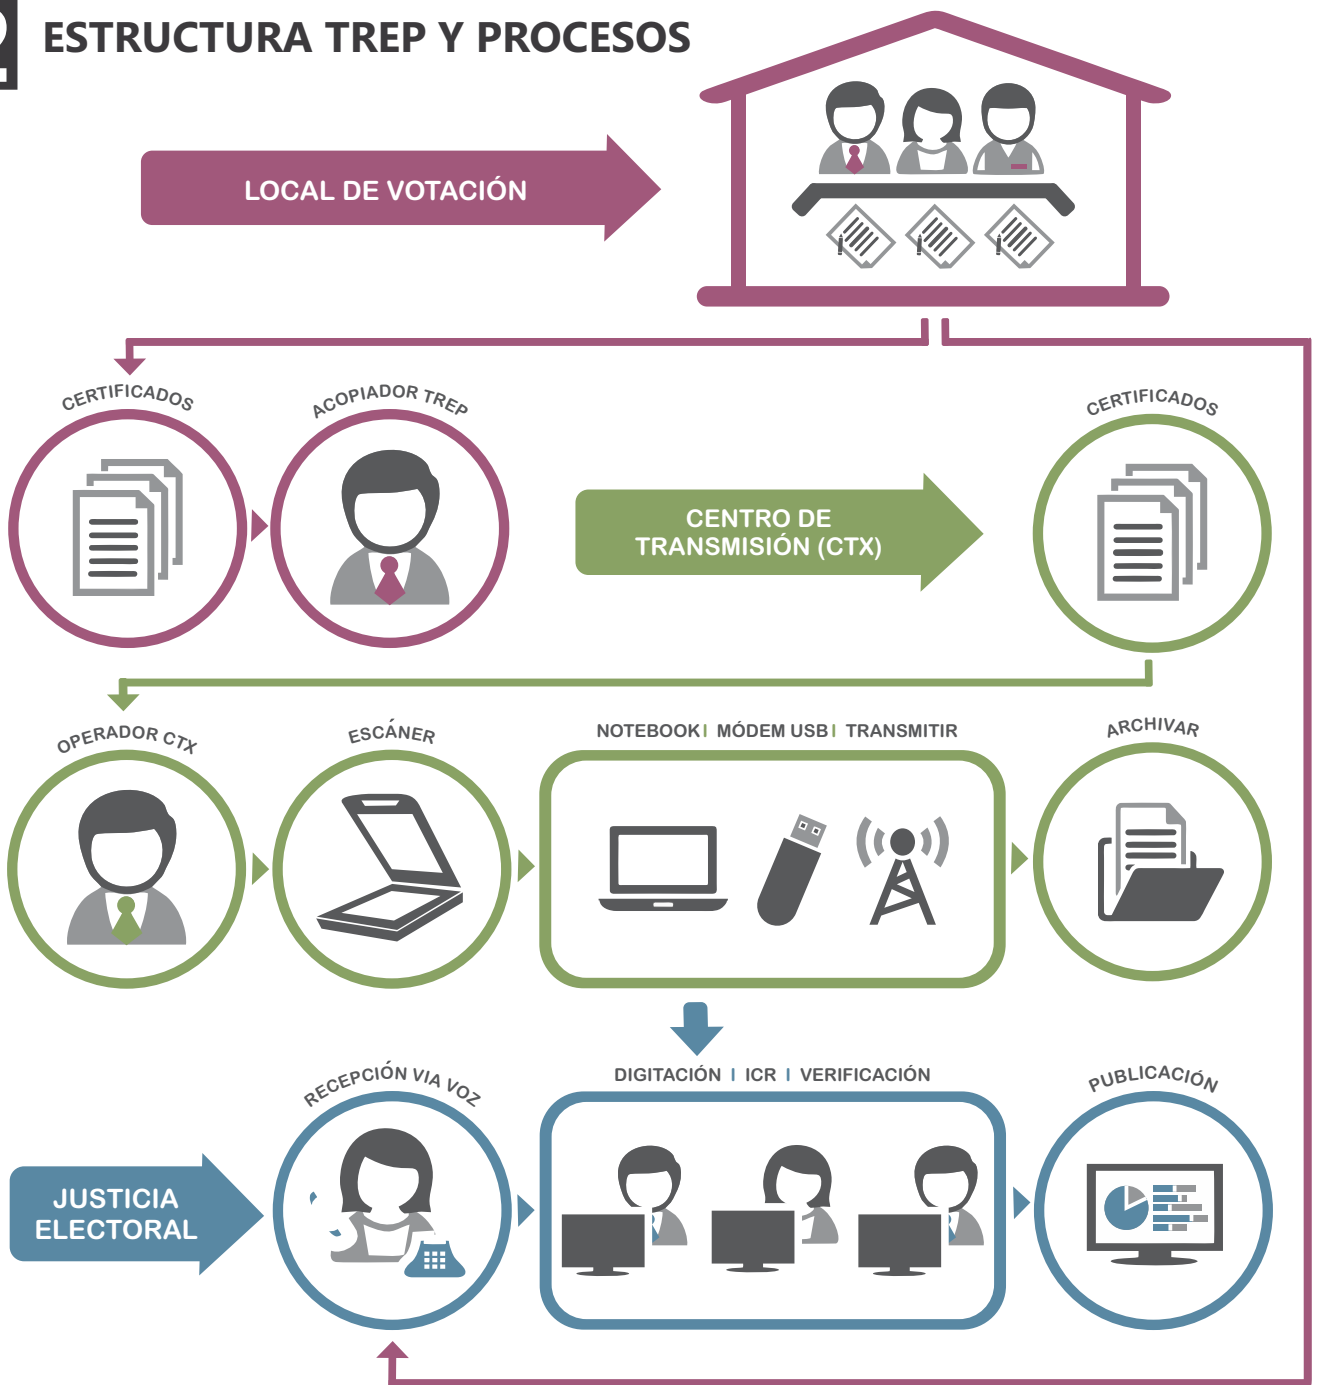 2
ESTRUCTURA TREP Y PROCESOS
LOCAL DE VOTACIÓN
CERTIFICADOS
ACOPIADOR TREP
CERTIFICADOS
CENTRO DE
TRANSMISIÓN (CTX)
OPERADOR CTX
ESCÁNER
NOTEBOOK I MÓDEM USB I TRANSMITIR
ARCHIVAR
RECEPCIÓN VIA VOZ
DIGITACIÓN I ICR I VERIFICACIÓN
PUBLICACIÓN
JUSTICIA
ELECTORAL